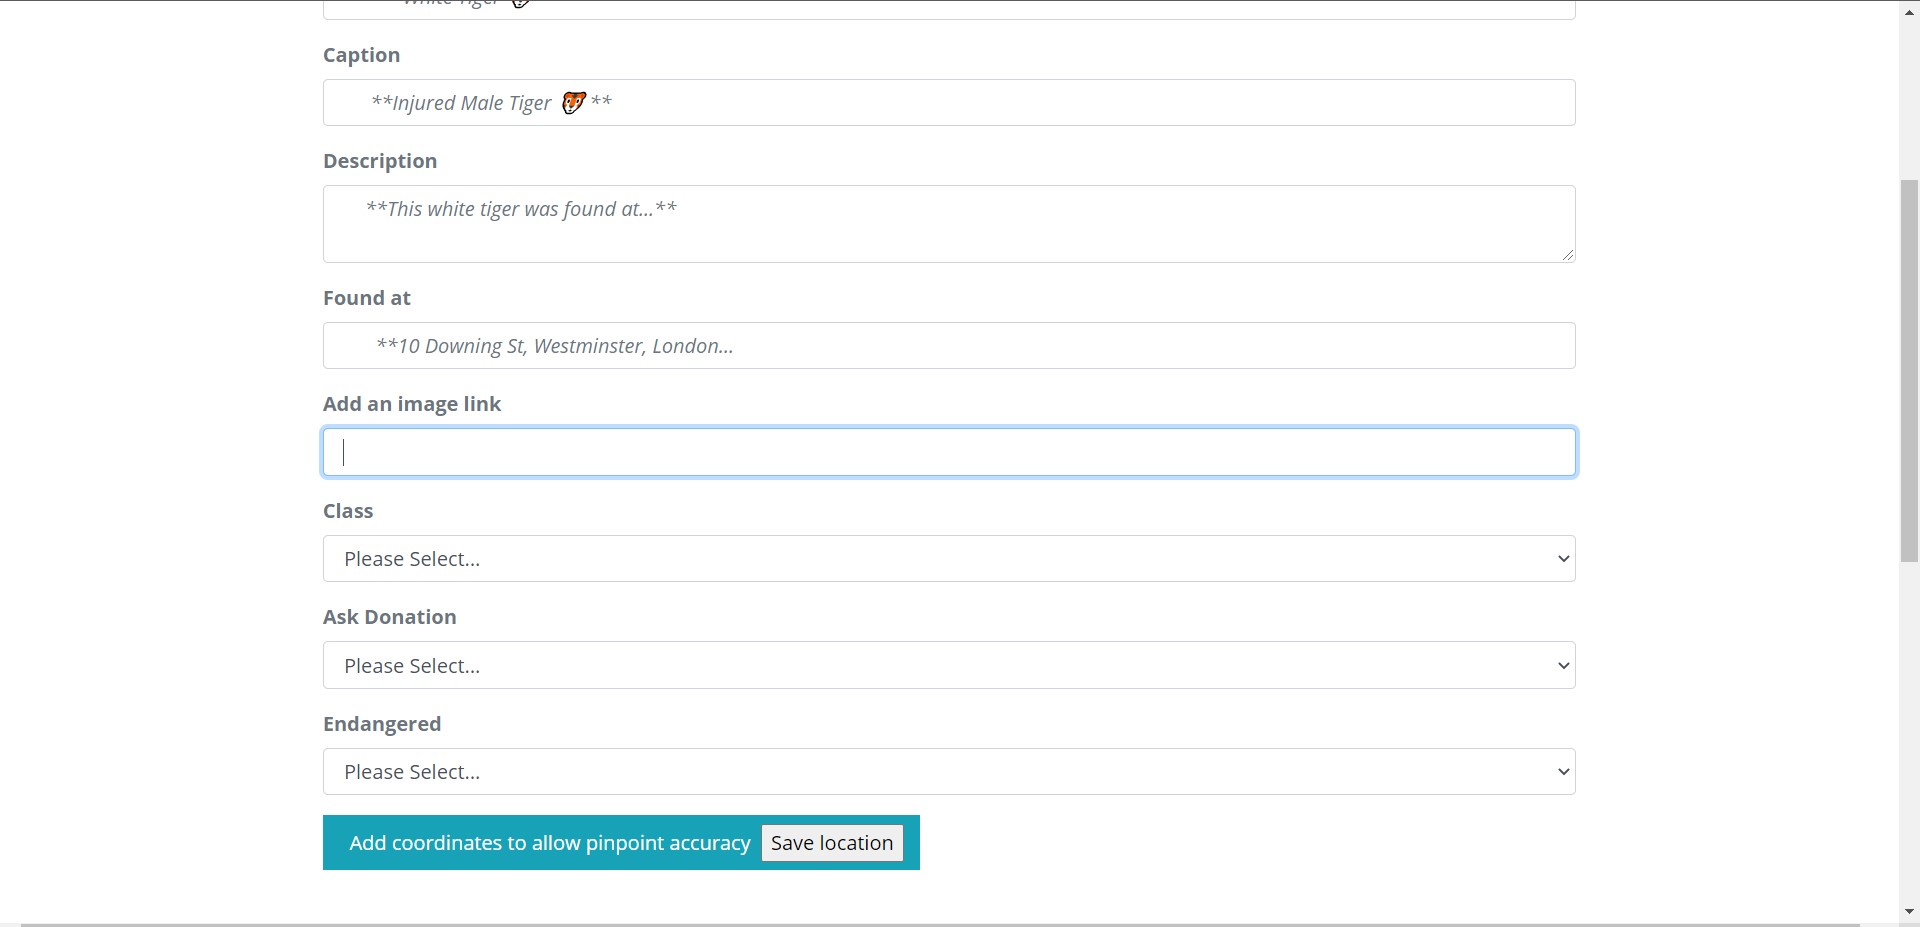 White Tiger
Caption
**Injured Male Tiger 🐯 **
Description
**This white tiger was found at...**
Found at
**10 Downing St, Westminster, London...
Add an image link
Class
Please Select...
Ask Donation
Please Select...
Endangered
Please Select...
Add coordinates to allow pinpoint accuracy Save location